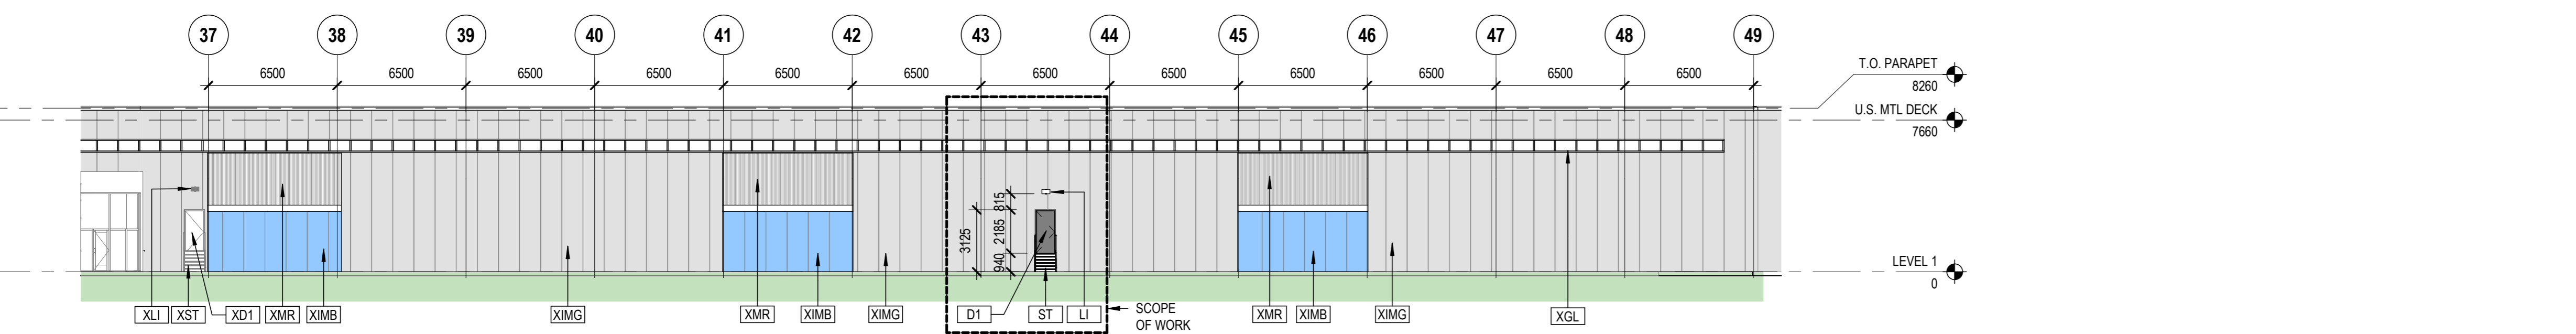 37 38 39 40 41 42 43 44 45 46 47 48 49
6500 6500 6500 6500 6500 6500 6500 6500 6500 6500 6500 6500
T.O. PARAPET
8260
U.S. MTL DECK
7660
815
2185
3125
940
LEVEL 1
0
XLI XST XD1 XMR XIMB XIMG XMR XIMB XIMG D1 ST LI XMR XIMB XIMG XGL
SCOPE
OF WORK